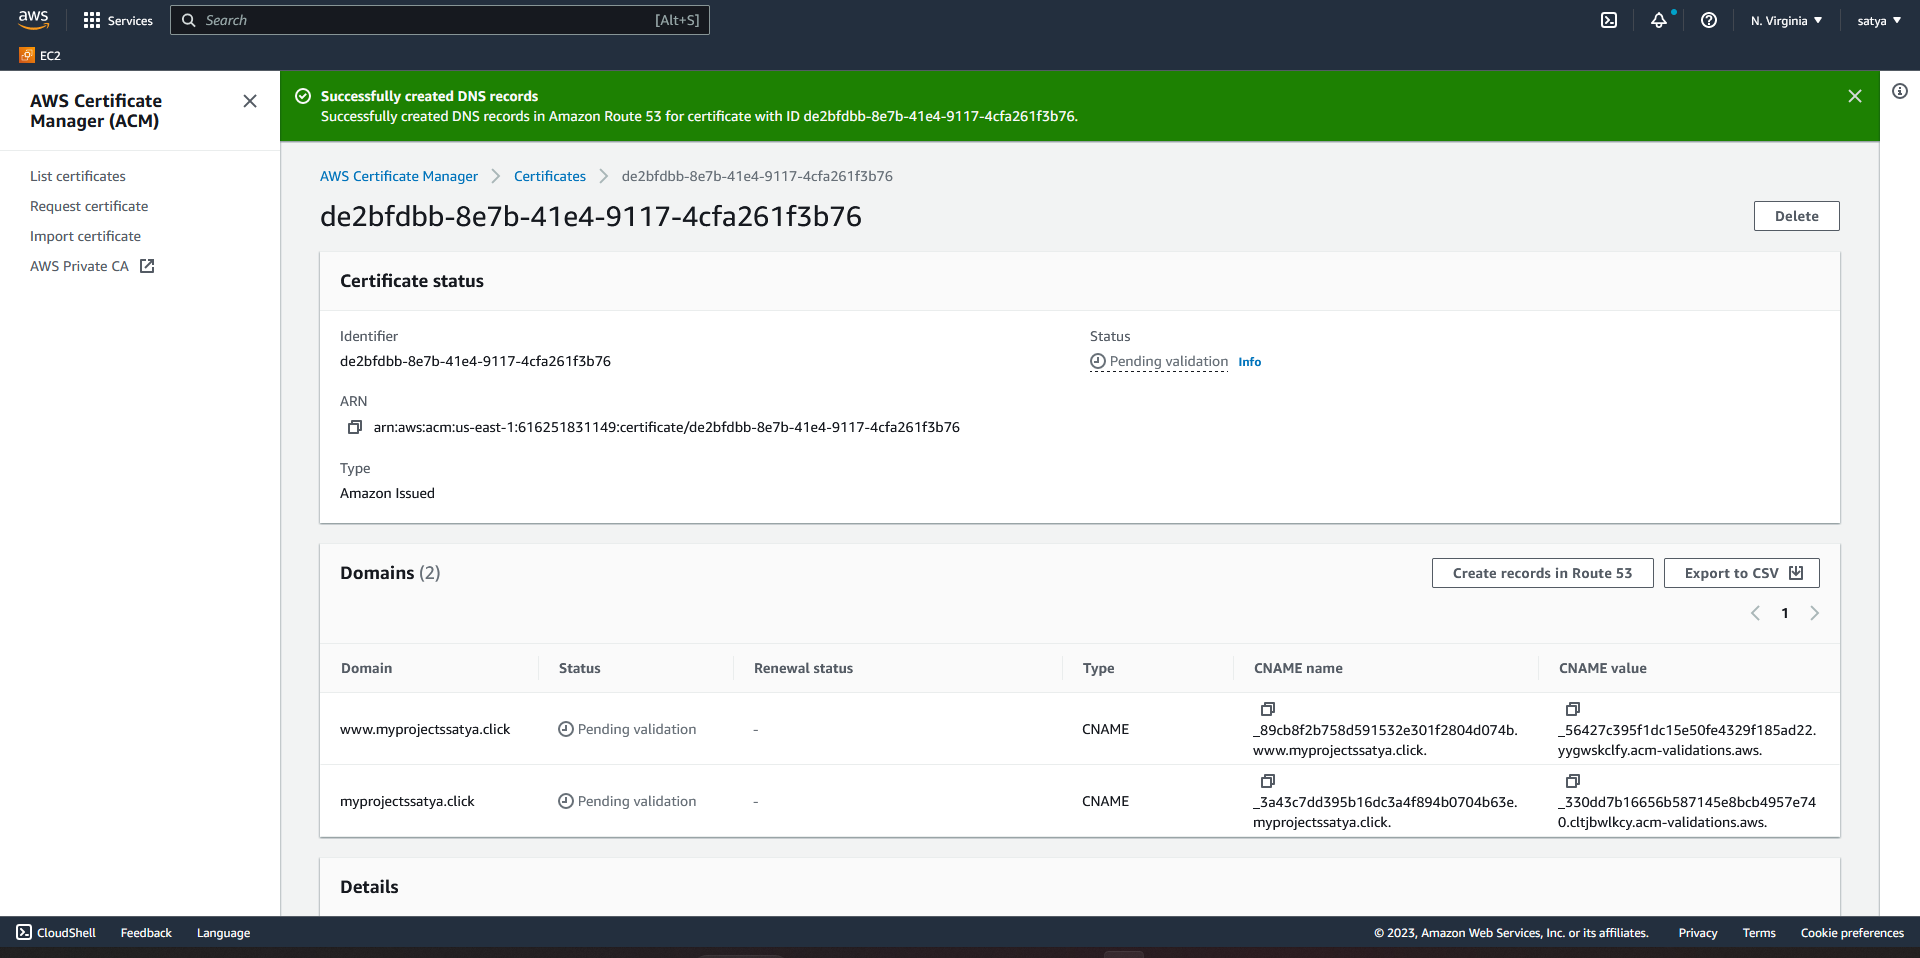 aws
Services
Search
[Alt+S]
N. Virginia
satya
EC2
AWS Certificate
Manager (ACM)
List certificates
Request certificate
Import certificate
AWS Private CA
Successfully created DNS records
Successfully created DNS records in Amazon Route 53 for certificate with ID de2bfdbb-8e7b-41e4-9117-4cfa261f3b76.
AWS Certificate Manager
Certificates
de2bfdbb-8e7b-41e4-9117-4cfa261f3b76
de2bfdbb-8e7b-41e4-9117-4cfa261f3b76
Delete
Certificate status
Identifier
de2bfdbb-8e7b-41e4-9117-4cfa261f3b76
Status
Pending validation Info
ARN
arn:aws:acm:us-east-1:616251831149:certificate/de2bfdbb-8e7b-41e4-9117-4cfa261f3b76
Type
Amazon Issued
Domains (2)
Create records in Route 53
Export to CSV
1
Domain Status Renewal status Type CNAME name CNAME value
www.myprojectssatya.click
Pending validation
-
CNAME
_89cb8f2b758d591532e301f2804d074b.
www.myprojectssatya.click.
_56427c395f1dc15e50fe4329f185ad22.
yygwskclfy.acm-validations.aws.
myprojectssatya.click
Pending validation
-
CNAME
_3a43c7dd395b16dc3a4f894b0704b63e.
myprojectssatya.click.
_330dd7b16656b587145e8bcb4957e74
0.cltjbwlkcy.acm-validations.aws.
Details
CloudShell
Feedback
Language
© 2023, Amazon Web Services, Inc. or its affiliates.
Privacy
Terms
Cookie preferences